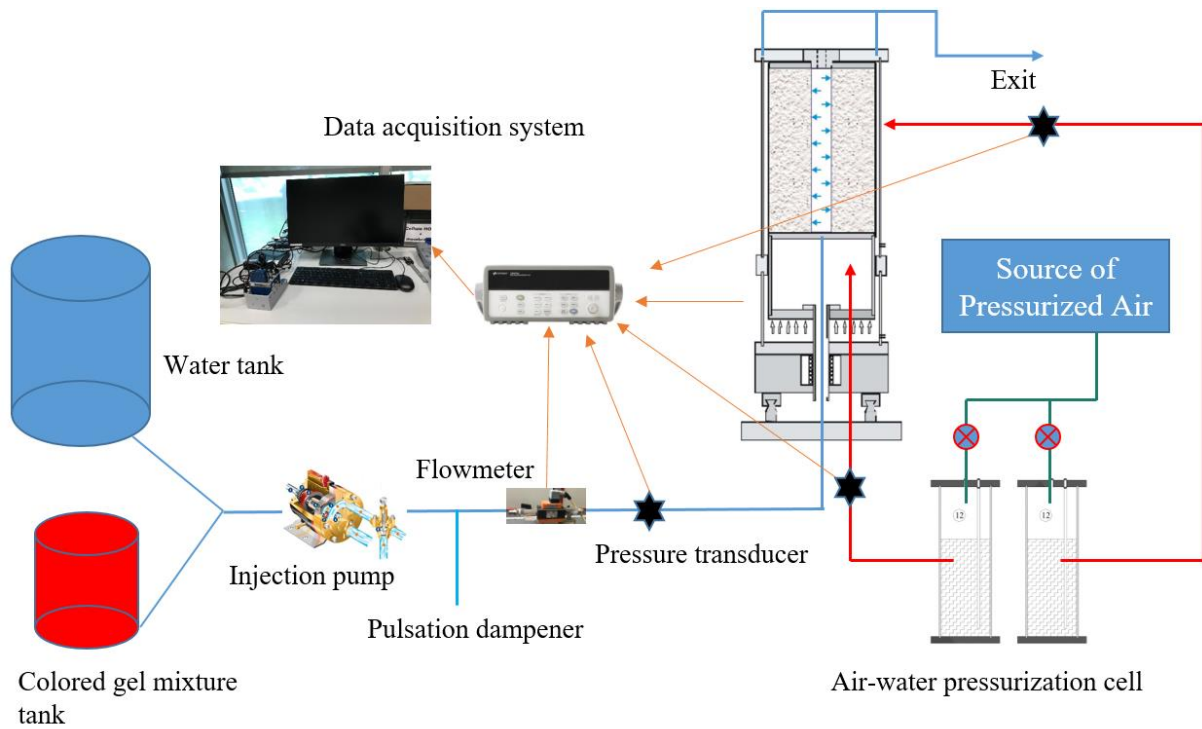 Exit
Data acquisition system
Source of
Pressurized Air
Water tank
Flowmeter
Pressure transducer
Injection pump
12
12
Pulsation dampener
Colored gel mixture
tank
Air-water pressurization cell